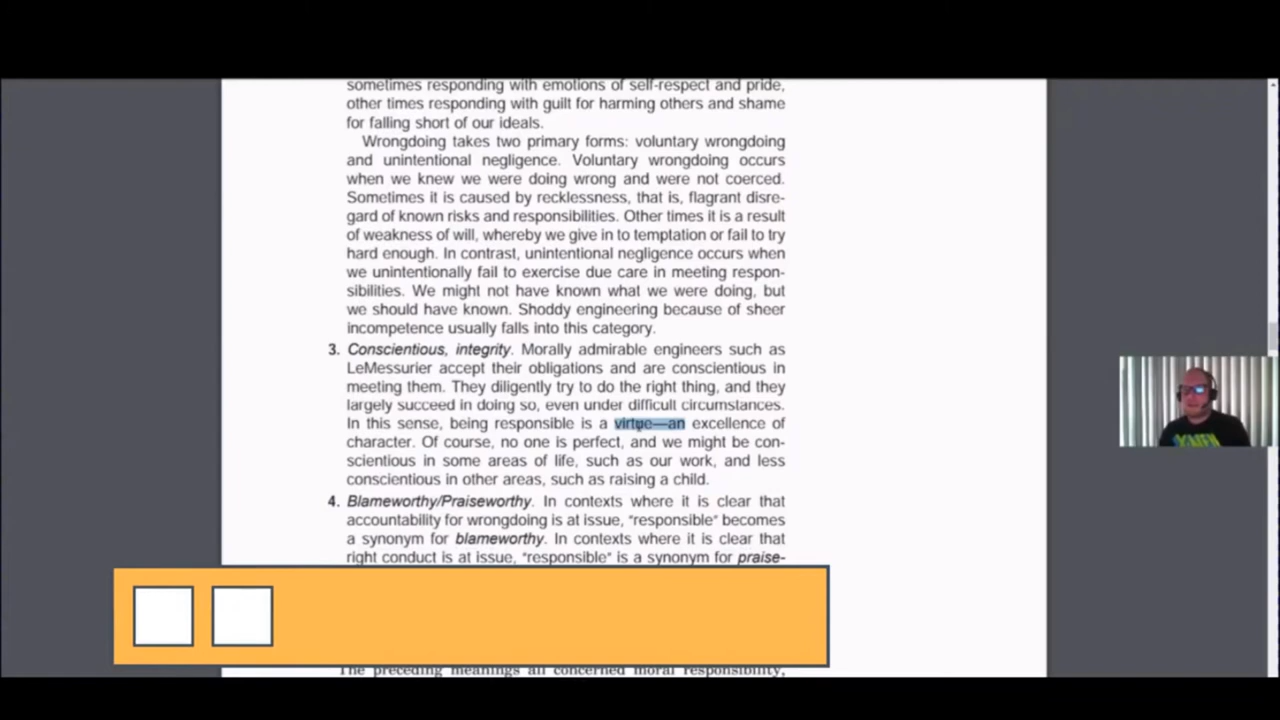 sometimes responding with emotions of self-respect and pride,
other times responding with guilt for harming others and shame
for falling short of our ideals.
Wrongdoing takes two primary forms: voluntary wrongdoing
and unintentional negligence. Voluntary wrongdoing occurs
when we knew we were doing wrong and were not coerced.
Sometimes it is caused by recklessness, that is, flagrant disre-
gard of known risks and responsibilities. Other times it is a result
of weakness of will, whereby we give in to temptation or fail to try
hard enough. In contrast, unintentional negligence occurs when
we unintentionally fail to exercise due care in meeting respon-
sibilities. We might not have known what we were doing, but
we should have known. Shoddy engineering because of sheer
incompetence usually falls into this category.
3. Conscientious, integrity. Morally admirable engineers such as
LeMessurier accept their obligations and are conscientious in
meeting them. They diligently try to do the right thing, and they
largely succeed in doing so, even under difficult circumstances.
In this sense, being responsible is a virtue—an excellence of
character. Of course, no one is perfect, and we might be con-
scientious in some areas of life, such as our work, and less
conscientious in other areas, such as raising a child.
4. Blameworthy/Praiseworthy. In contexts where it is clear that
accountability for wrongdoing is at issue, "responsible" becomes
a synonym for blameworthy. In contexts where it is clear that
right conduct is at issue, "responsible" is a synonym for praise-
The preceding meanings all concerned moral responsibility,